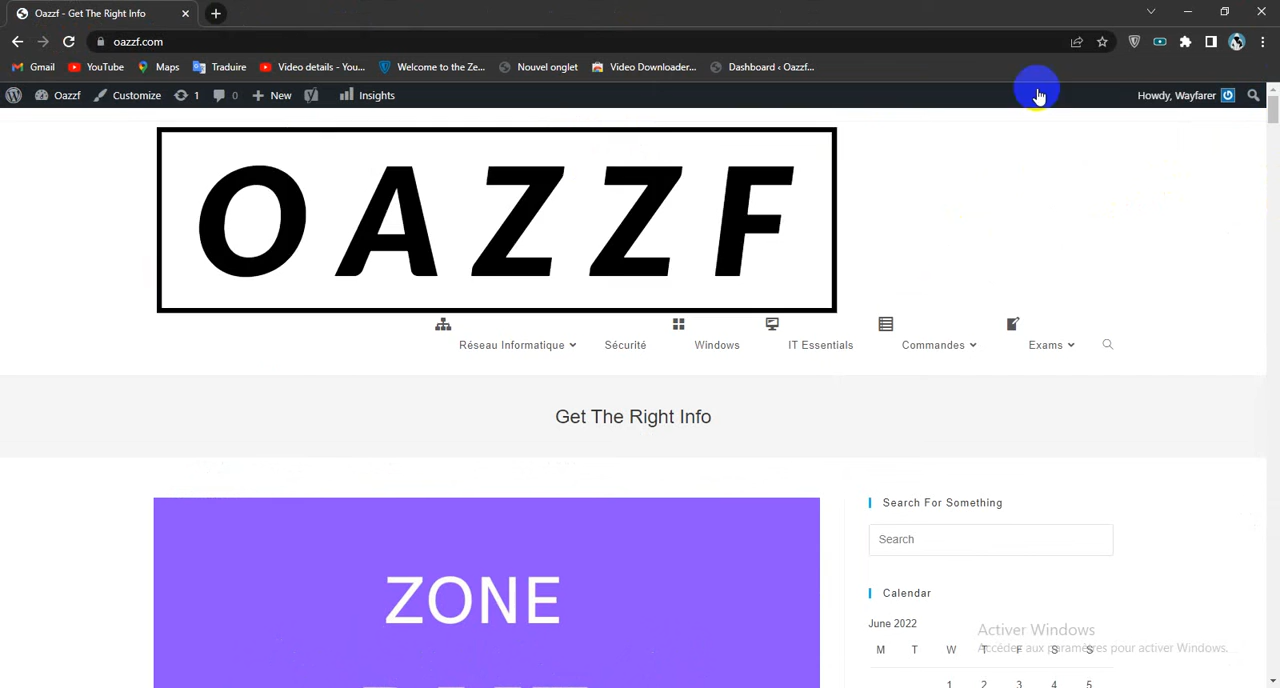 Oazzf - Get The Right Info
oazzf.com
Gmail YouTube Maps Traduire Video details - You... Welcome to the Ze... Nouvel onglet Video Downloader... Dashboard ‹ Oazzf...
Oazzf Customize 1 0 New Insights Howdy, Wayfarer
OAZZF
Réseau Informatique Sécurité Windows IT Essentials Commandes Exams
Get The Right Info
ZONE
Search For Something
Search
Calendar
June 2022
M T W T F S S
1 2 3 4 5
Activer Windows
Accédez aux paramètres pour activer Windows.